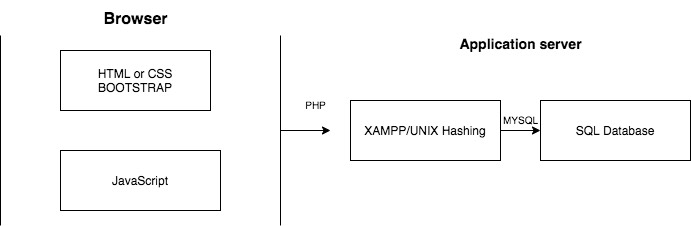 Browser
Application server
HTML or CSS
BOOTSTRAP
PHP
XAMPP/UNIX Hashing
MYSQL
SQL Database
JavaScript